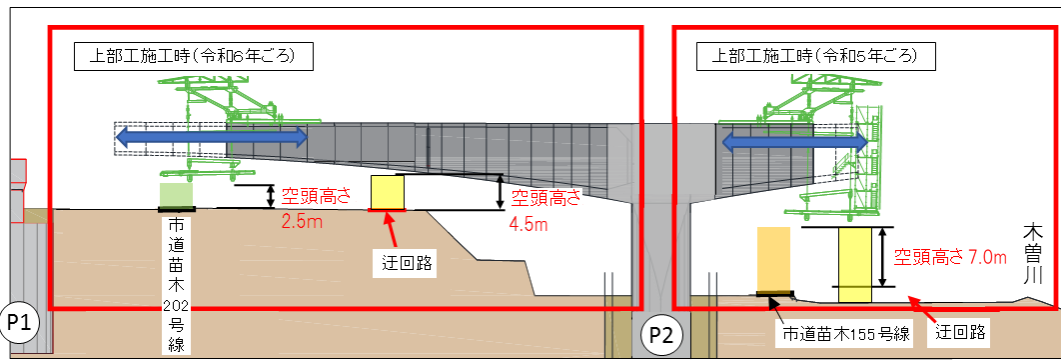 上部工施工時(令和6年ごろ)
上部工施工時(令和5年ごろ)
空頭高さ
2.5m
空頭高さ
4.5m
迂回路
市道苗木202号線
空頭高さ7.0m
木曽川
市道苗木155号線
迂回路
P1
P2